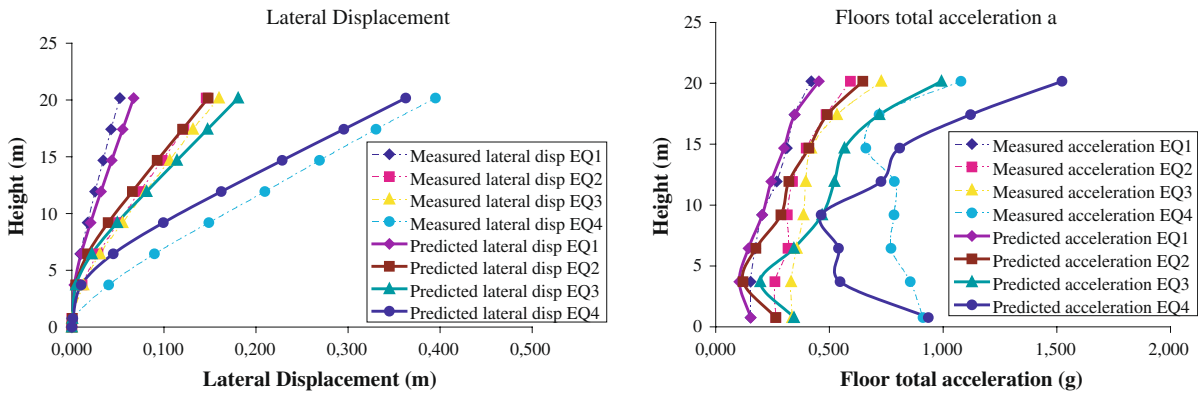 Lateral Displacement
25
20
15
10
5
0
Height (m)
0,000
0,100
0,200
0,300
0,400
0,500
Lateral Displacement (m)
Measured lateral disp EQ1
Measured lateral disp EQ2
Measured lateral disp EQ3
Measured lateral disp EQ4
Predicted lateral disp EQ1
Predicted lateral disp EQ2
Predicted lateral disp EQ3
Predicted lateral disp EQ4
Floors total acceleration a
25
20
15
10
5
0
Height (m)
0,000
0,500
1,000
1,500
2,000
Floor total acceleration (g)
Measured acceleration EQ1
Measured acceleration EQ2
Measured acceleration EQ3
Measured acceleration EQ4
Predicted acceleration EQ1
Predicted acceleration EQ2
Predicted acceleration EQ3
Predicted acceleration EQ4